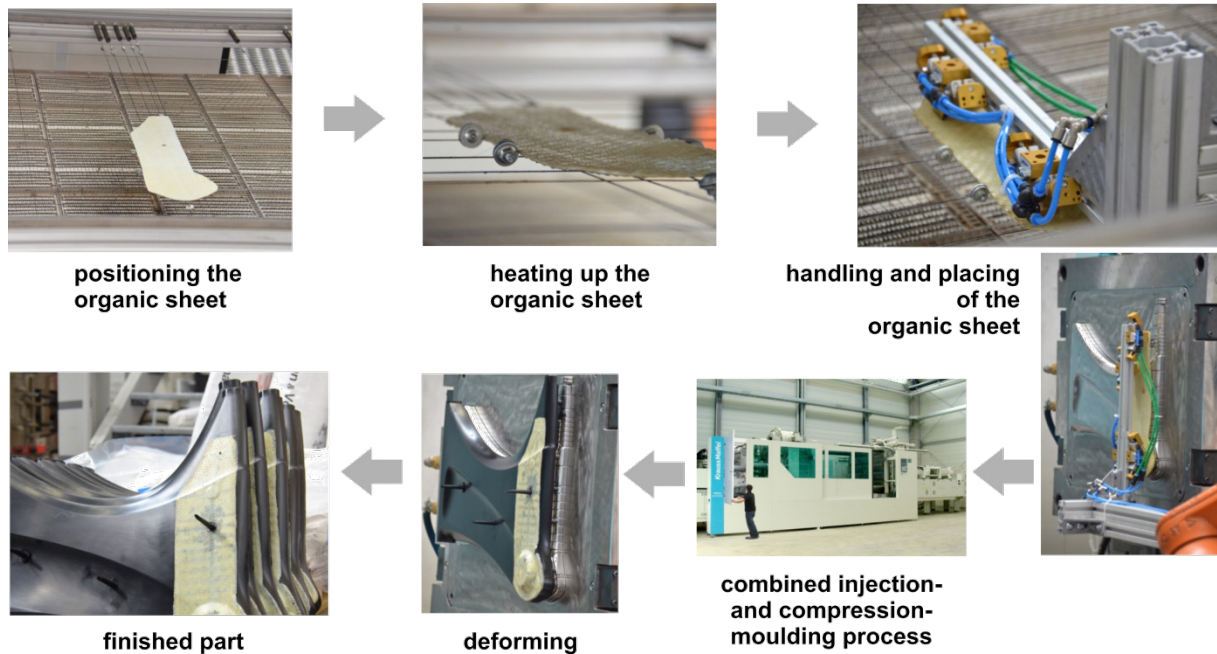 positioning the
organic sheet
heating up the
organic sheet
handling and placing
of the
organic sheet
KraussMaffei
combined injection-
and compression-
moulding process
deforming
finished part